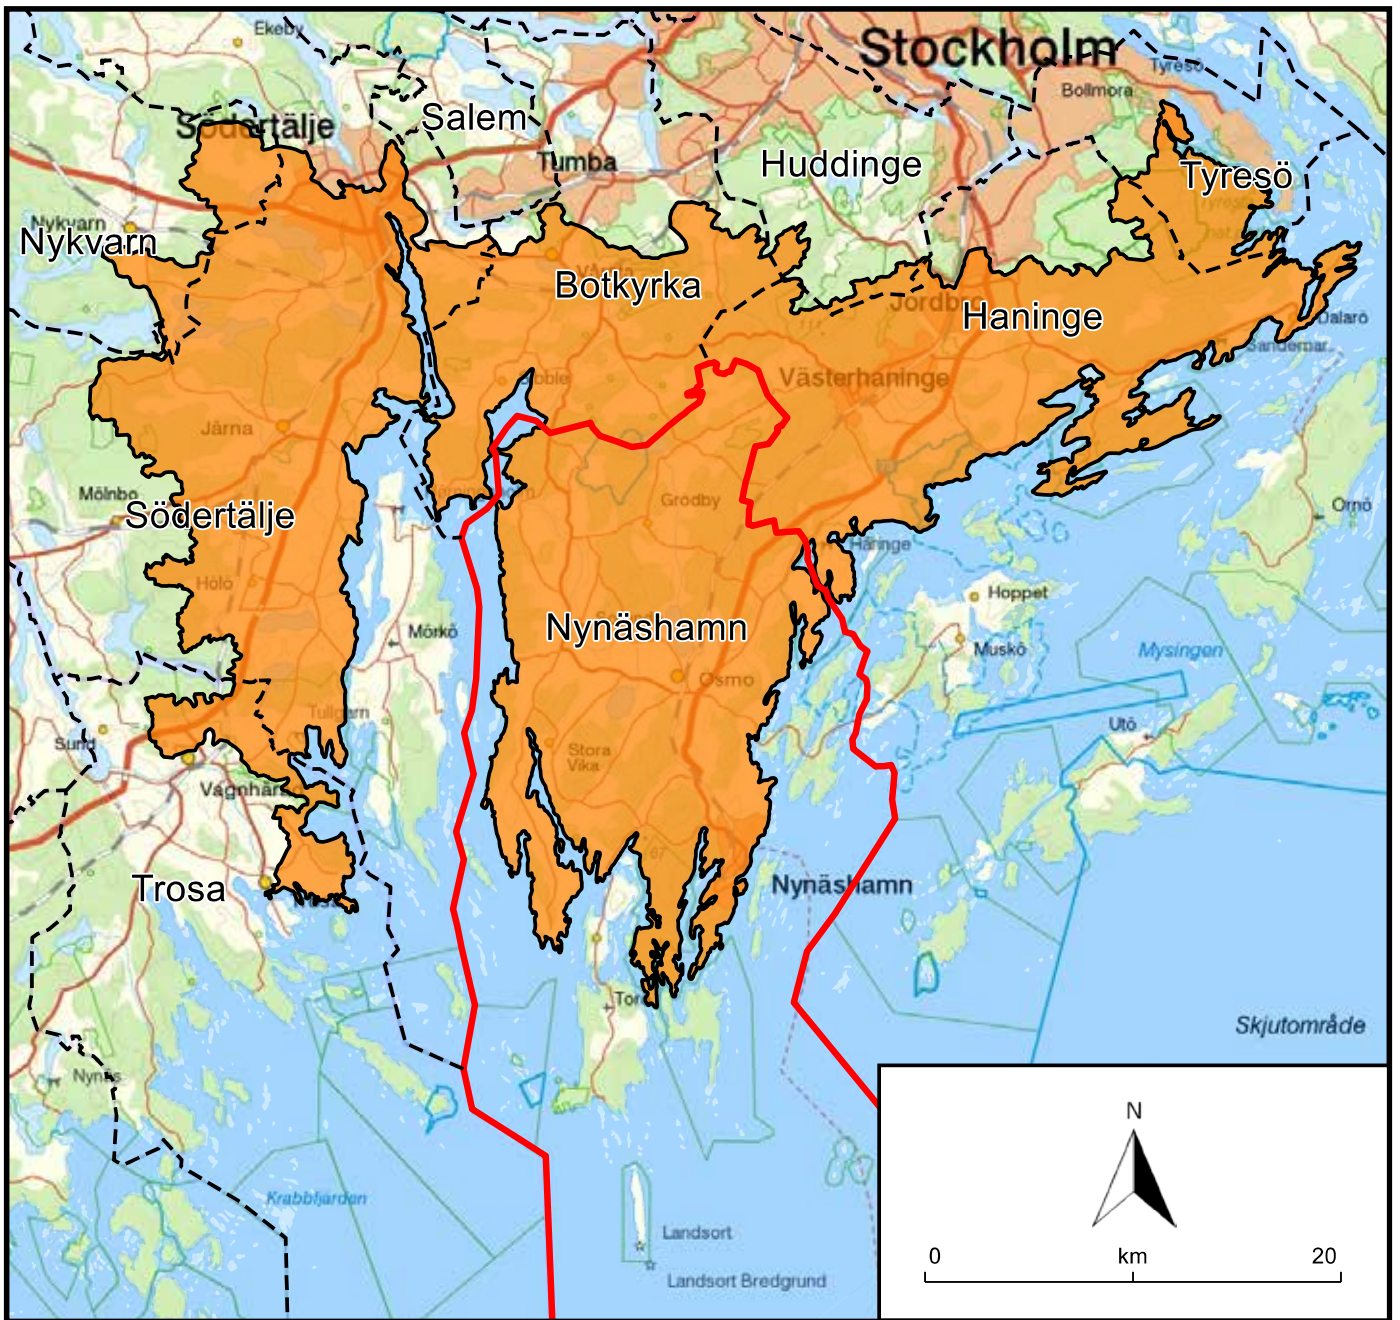 Ekeby
Stockholm
Tyresö
Bollmora
Salem
Södertälje
Tumba
Huddinge
Tyresö
Nykvarn
Nykvarn
Botkyrka
Jordbro
Haninge
Dalarö
Västerhaninge
Järna
Mölnbo
Södertälje
Grödby
Ornö
Häringe
Hölö
Hoppet
Mörkö
Nynäshamn
Muskö
Mysingen
Ösmo
Tullgarn
Utö
Sund
Stora
Vika
Vagnhärad
67
Trosa
Nynäshamn
Torö
Skjutområde
Nynäs
N
Krabbfjärden
Landsort
Landsort Bredgrund
0 km 20